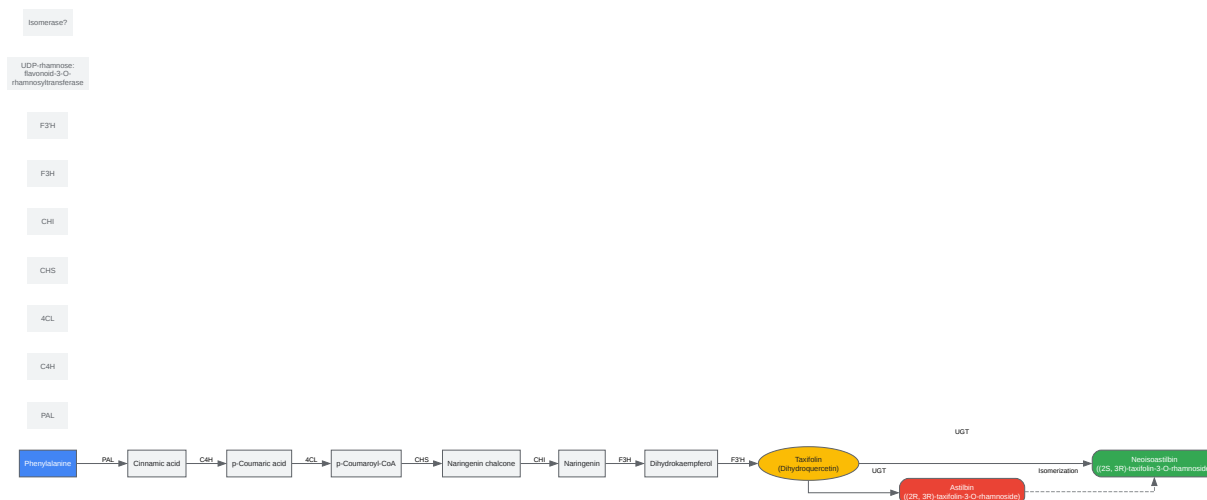 Isomerase?
UDP-rhamnose:
flavonoid-3-O-
rhamnosyltransferase
F3'H
F3H
CHI
CHS
4CL
C4H
PAL
UGT
Phenylalanine
PAL
Cinnamic acid
C4H
p-Coumaric acid
4CL
p-Coumaroyl-CoA
CHS
Naringenin chalcone
CHI
Naringenin
F3H
Dihydrokaempferol
F3'H
Taxifolin
(Dihydroquercetin)
UGT
Isomerization
Neoisoastilbin
((2S, 3R)-taxifolin-3-O-rhamnoside
Astilbin
((2R, 3R)-taxifolin-3-O-rhamnoside)